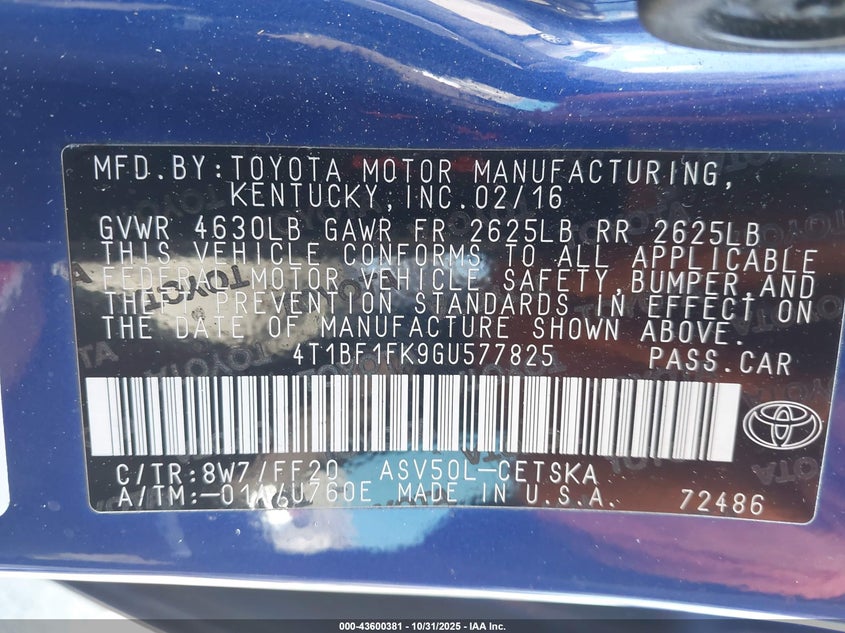 MFD.BY:TOYOTA MOTOR MANUFACTURING,
KENTUCKY,INC.02/16
GVWR 4630LB GAWR FR 2625LB RR 2625LB
THIS VEHICLE CONFORMS TO ALL APPLICABLE
FEDERAL MOTOR VEHICLE SAFETY,BUMPER AND
THEFT PREVENTION STANDARDS IN EFFECT ON
THE DATE OF MANUFACTURE SHOWN ABOVE.
4T1BF1FK9GU577825 PASS.CAR
C/TR:8W7/FF20 ASV50L-CETSKA
A/TM:-01A/U760E MADE IN U.S.A. 72486
000-43600381 | 10/31/2025 | IAA Inc.